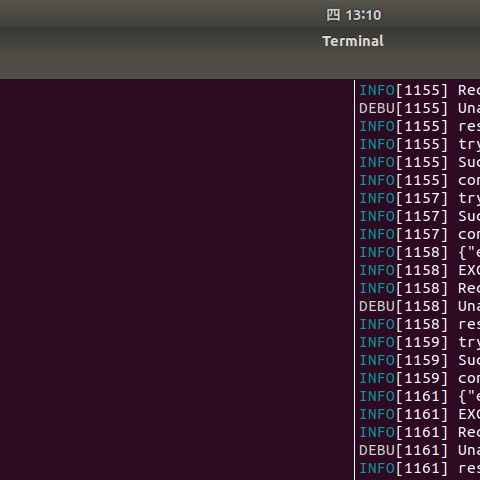 四 13:10
Terminal
INFO[1155] Rec
DEBU[1155] Una
INFO[1155] res
INFO[1155] try
INFO[1155] Suc
INFO[1155] con
INFO[1157] try
INFO[1157] Suc
INFO[1157] con
INFO[1158] {"e
INFO[1158] EXC
INFO[1158] Rec
DEBU[1158] Una
INFO[1158] res
INFO[1159] try
INFO[1159] Suc
INFO[1159] con
INFO[1161] {"e
INFO[1161] EXC
INFO[1161] Rec
DEBU[1161] Una
INFO[1161] res